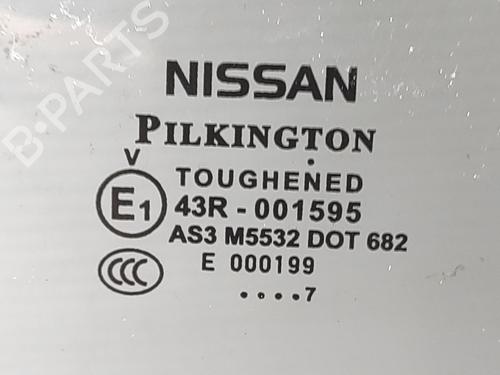 B-PARTS
NISSAN
PILKINGTON
V
TOUGHENED
E1 43R - 001595
AS3 M5532 DOT 682
CCC E 000199
....7